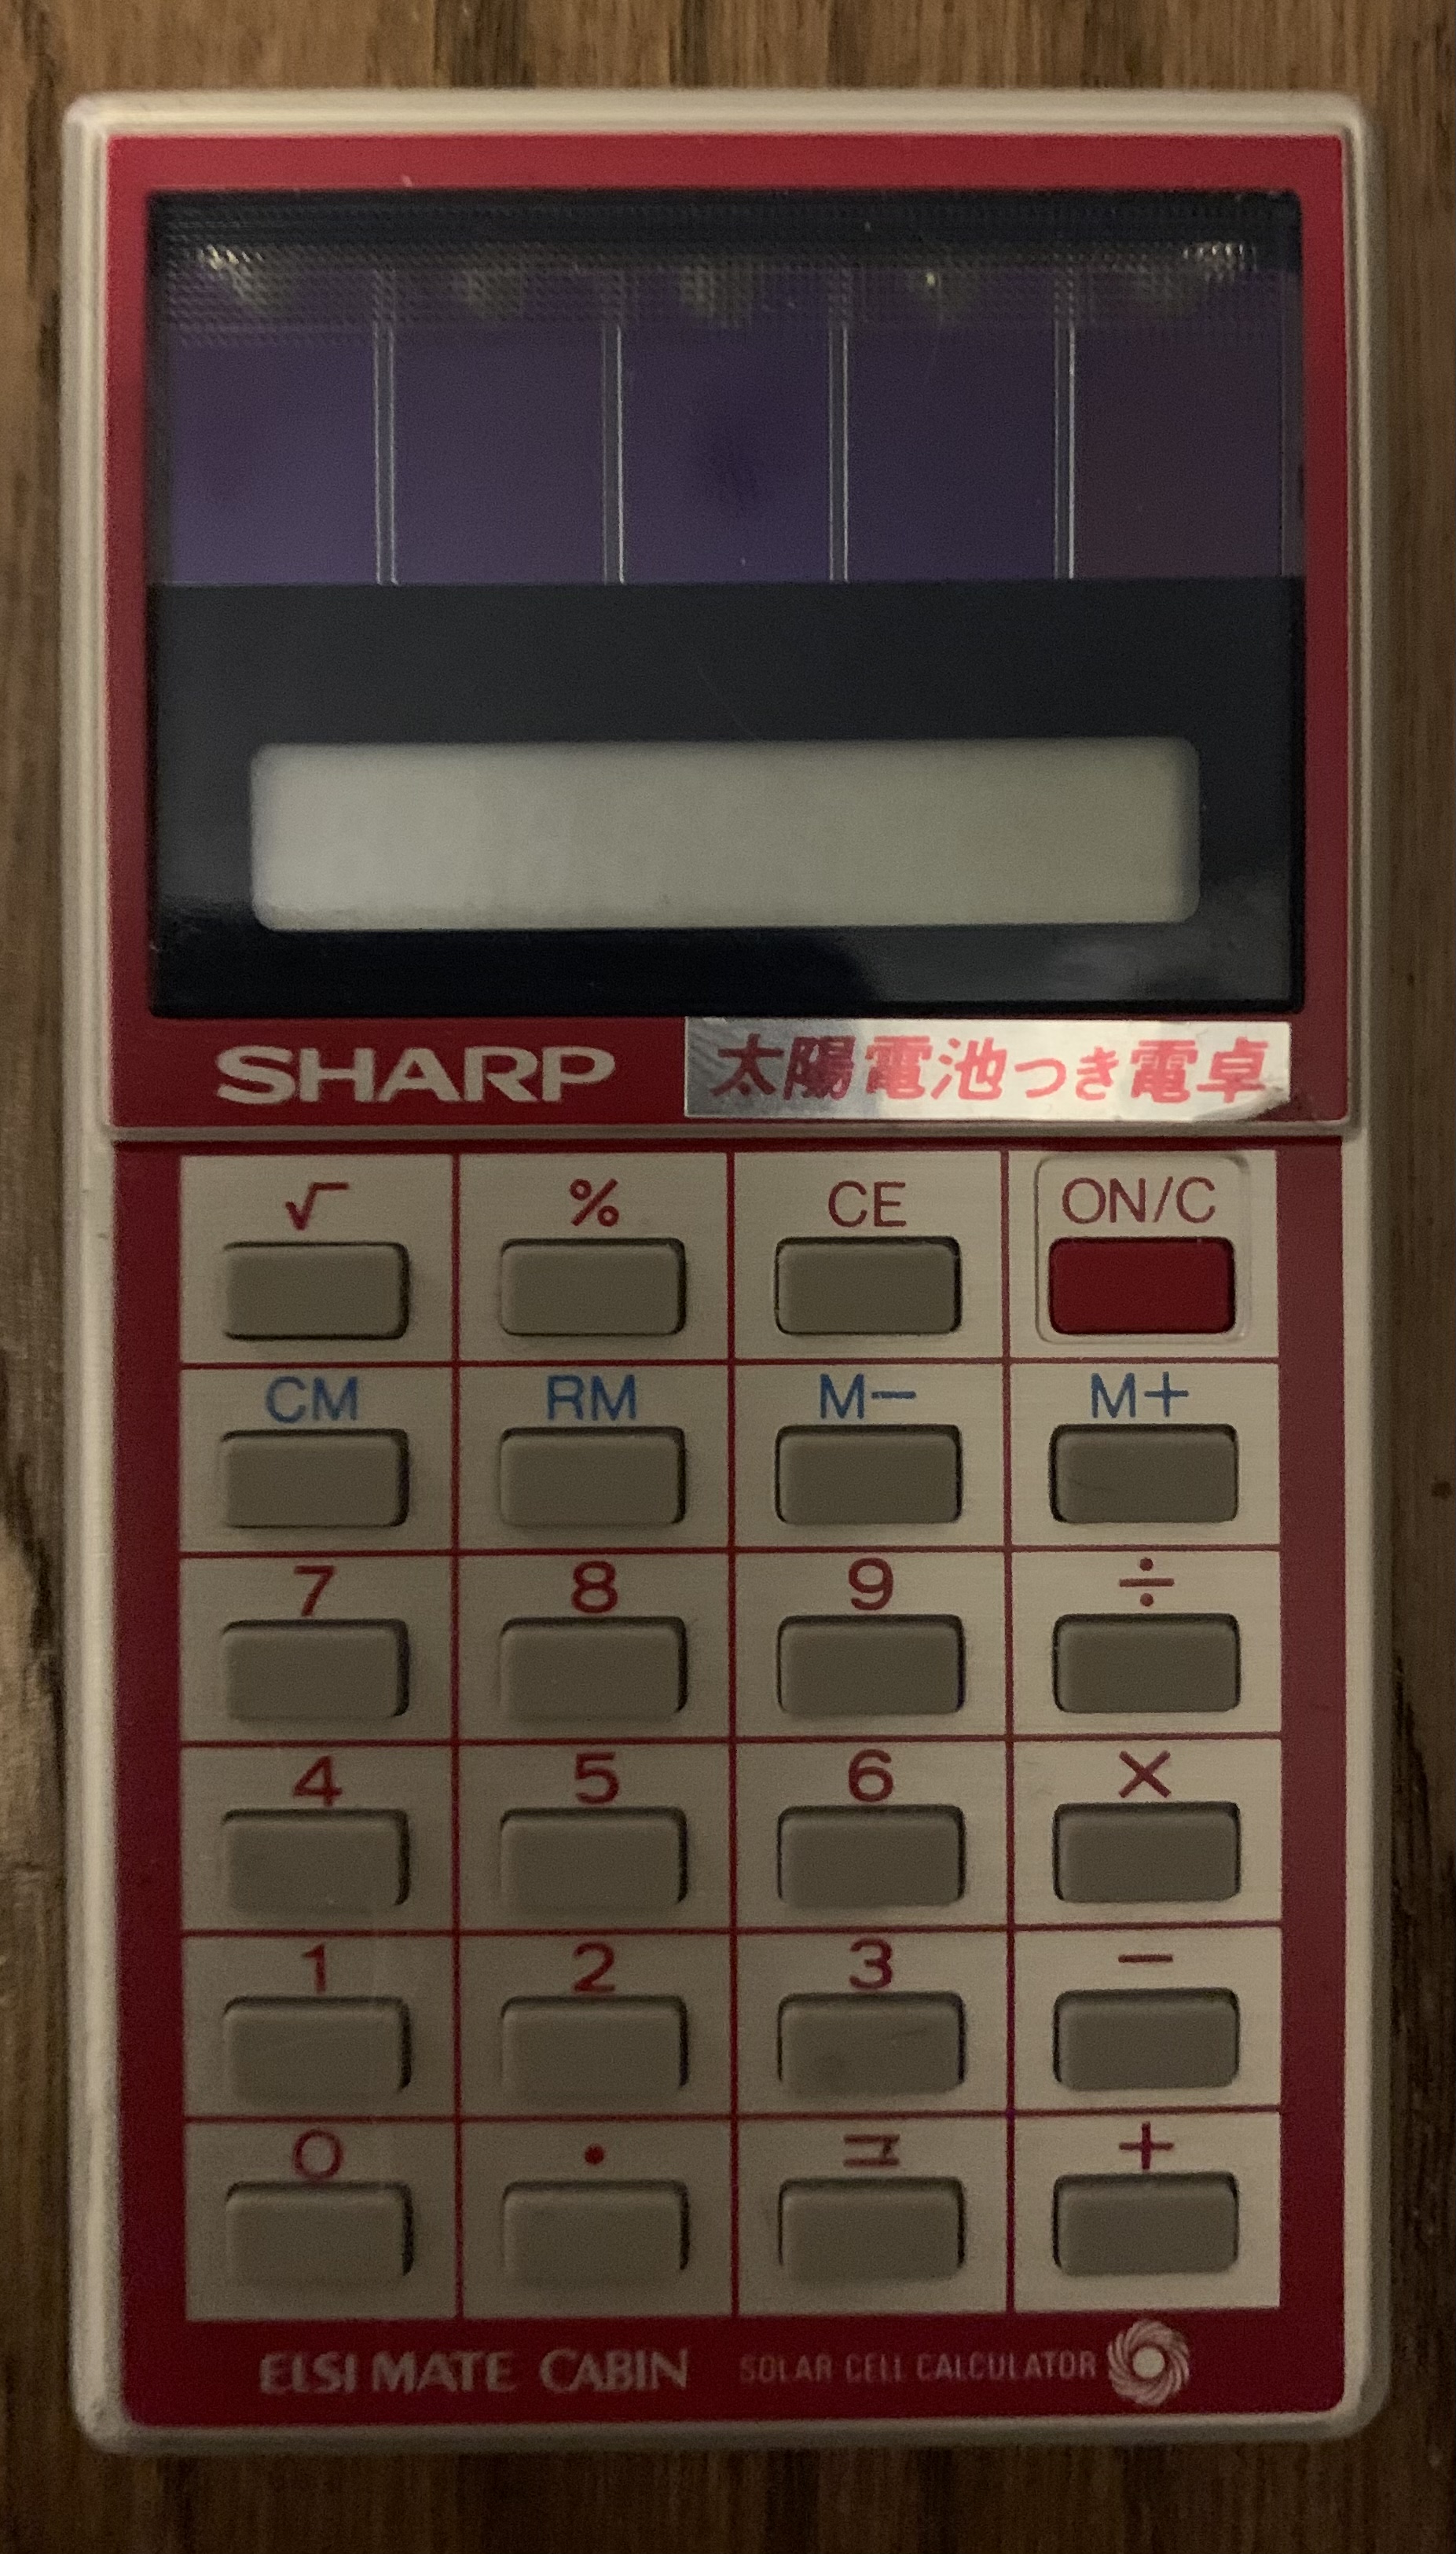 SHARP 太陽電池つき電卓
√ % CE ON/C
CM RM M− M+
7 8 9 ÷
4 5 6 ×
1 2 3 −
0 . = +
ELSI MATE CABIN SOLAR CELL CALCULATOR